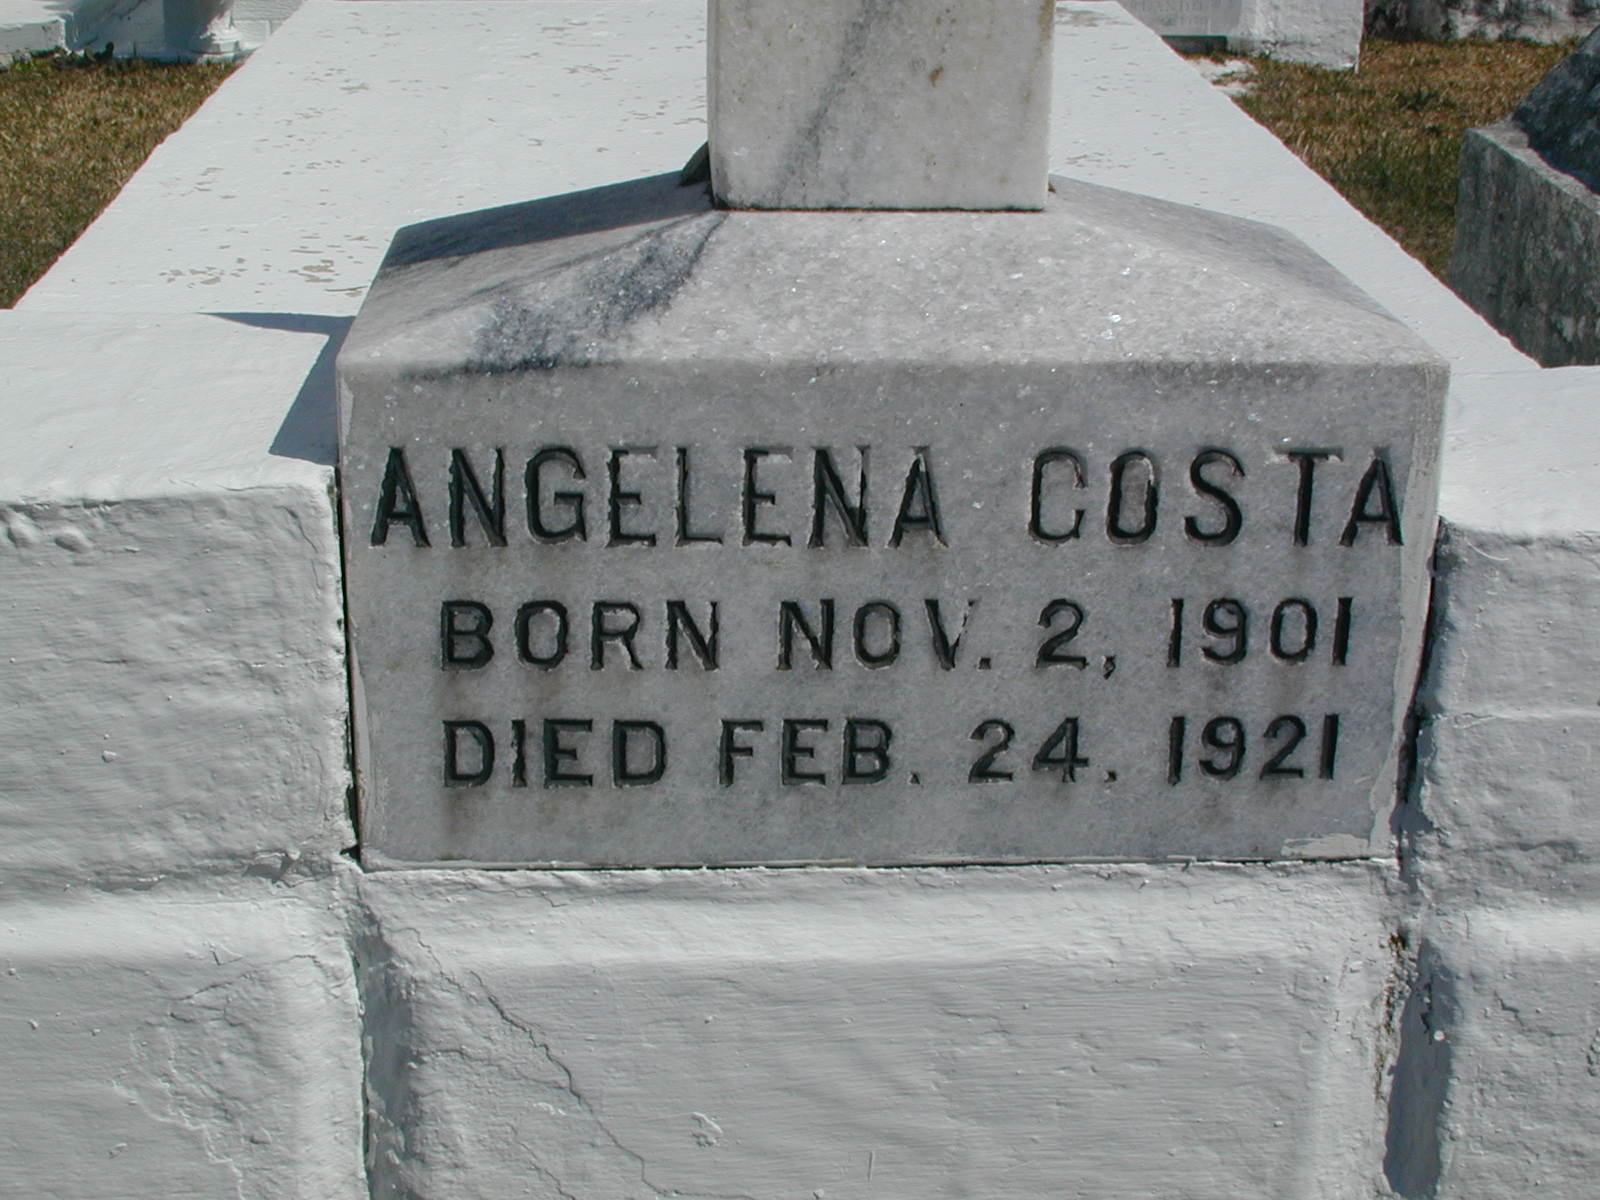 ANGELENA COSTA
BORN NOV. 2, 1901
DIED FEB. 24. 1921